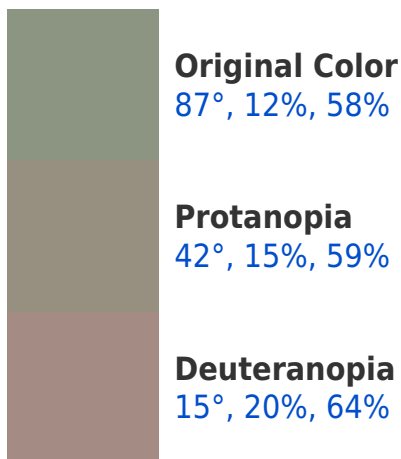 Original Color
87°, 12%, 58%
Protanopia
42°, 15%, 59%
Deuteranopia
15°, 20%, 64%